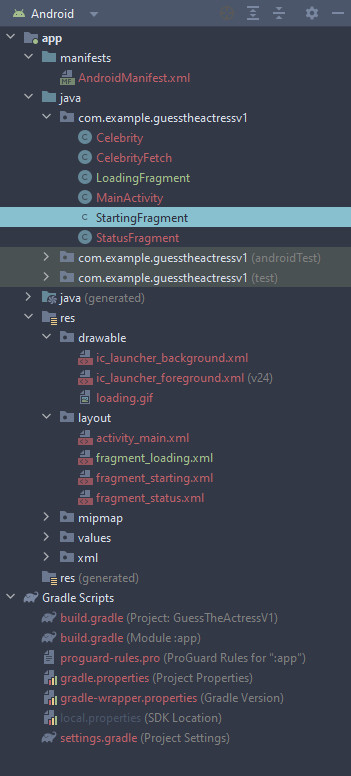 Android
app
manifests
AndroidManifest.xml
java
com.example.guesstheactressv1
Celebrity
CelebrityFetch
LoadingFragment
MainActivity
StartingFragment
StatusFragment
com.example.guesstheactressv1 (androidTest)
com.example.guesstheactressv1 (test)
java (generated)
res
drawable
ic_launcher_background.xml
ic_launcher_foreground.xml (v24)
loading.gif
layout
activity_main.xml
fragment_loading.xml
fragment_starting.xml
fragment_status.xml
mipmap
values
xml
res (generated)
Gradle Scripts
build.gradle (Project: GuessTheActressV1)
build.gradle (Module :app)
proguard-rules.pro (ProGuard Rules for ":app")
gradle.properties (Project Properties)
gradle-wrapper.properties (Gradle Version)
local.properties (SDK Location)
settings.gradle (Project Settings)